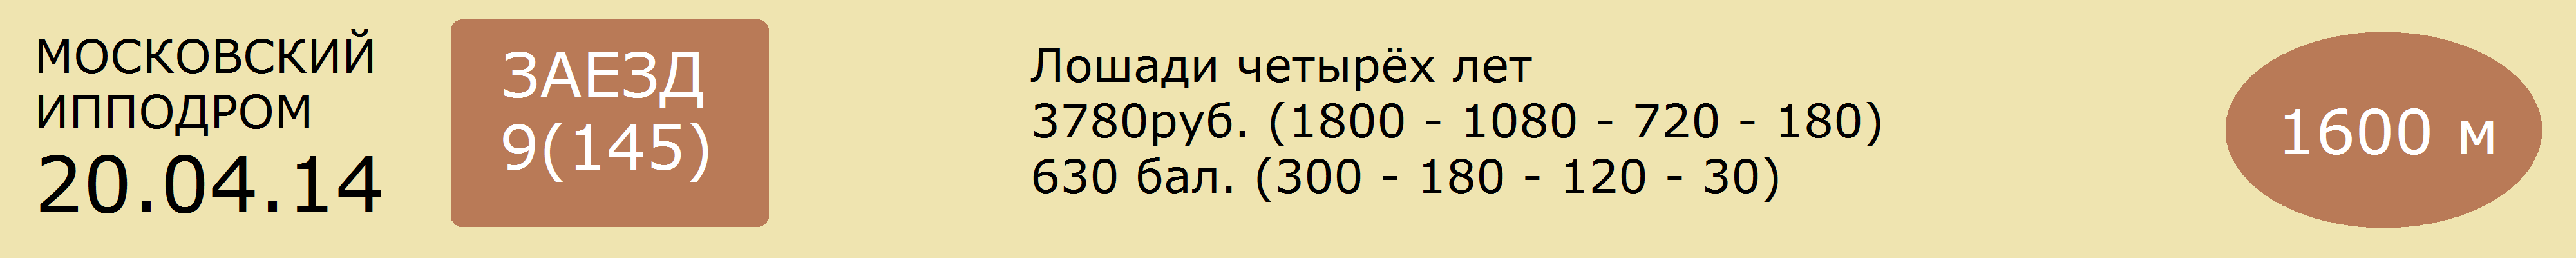 МОСКОВСКИЙ
ИППОДРОМ
20.04.14
ЗАЕЗД
9(145)
Лошади четырёх лет
3780руб. (1800 - 1080 - 720 - 180)
630 бал. (300 - 180 - 120 - 30)
1600 м